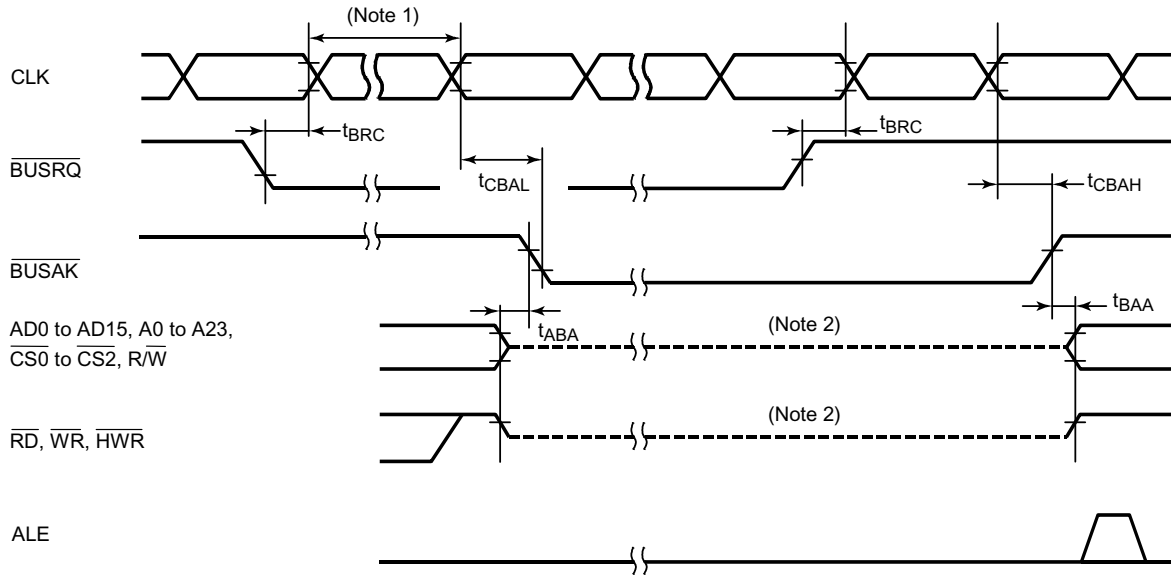 (Note 1)
CLK
tBRC
tBRC
BUSRQ
tCBAL
tCBAH
BUSAK
tBAA
AD0 to AD15, A0 to A23,
CS0 to CS2, R/W
tABA
(Note 2)
RD, WR, HWR
(Note 2)
ALE